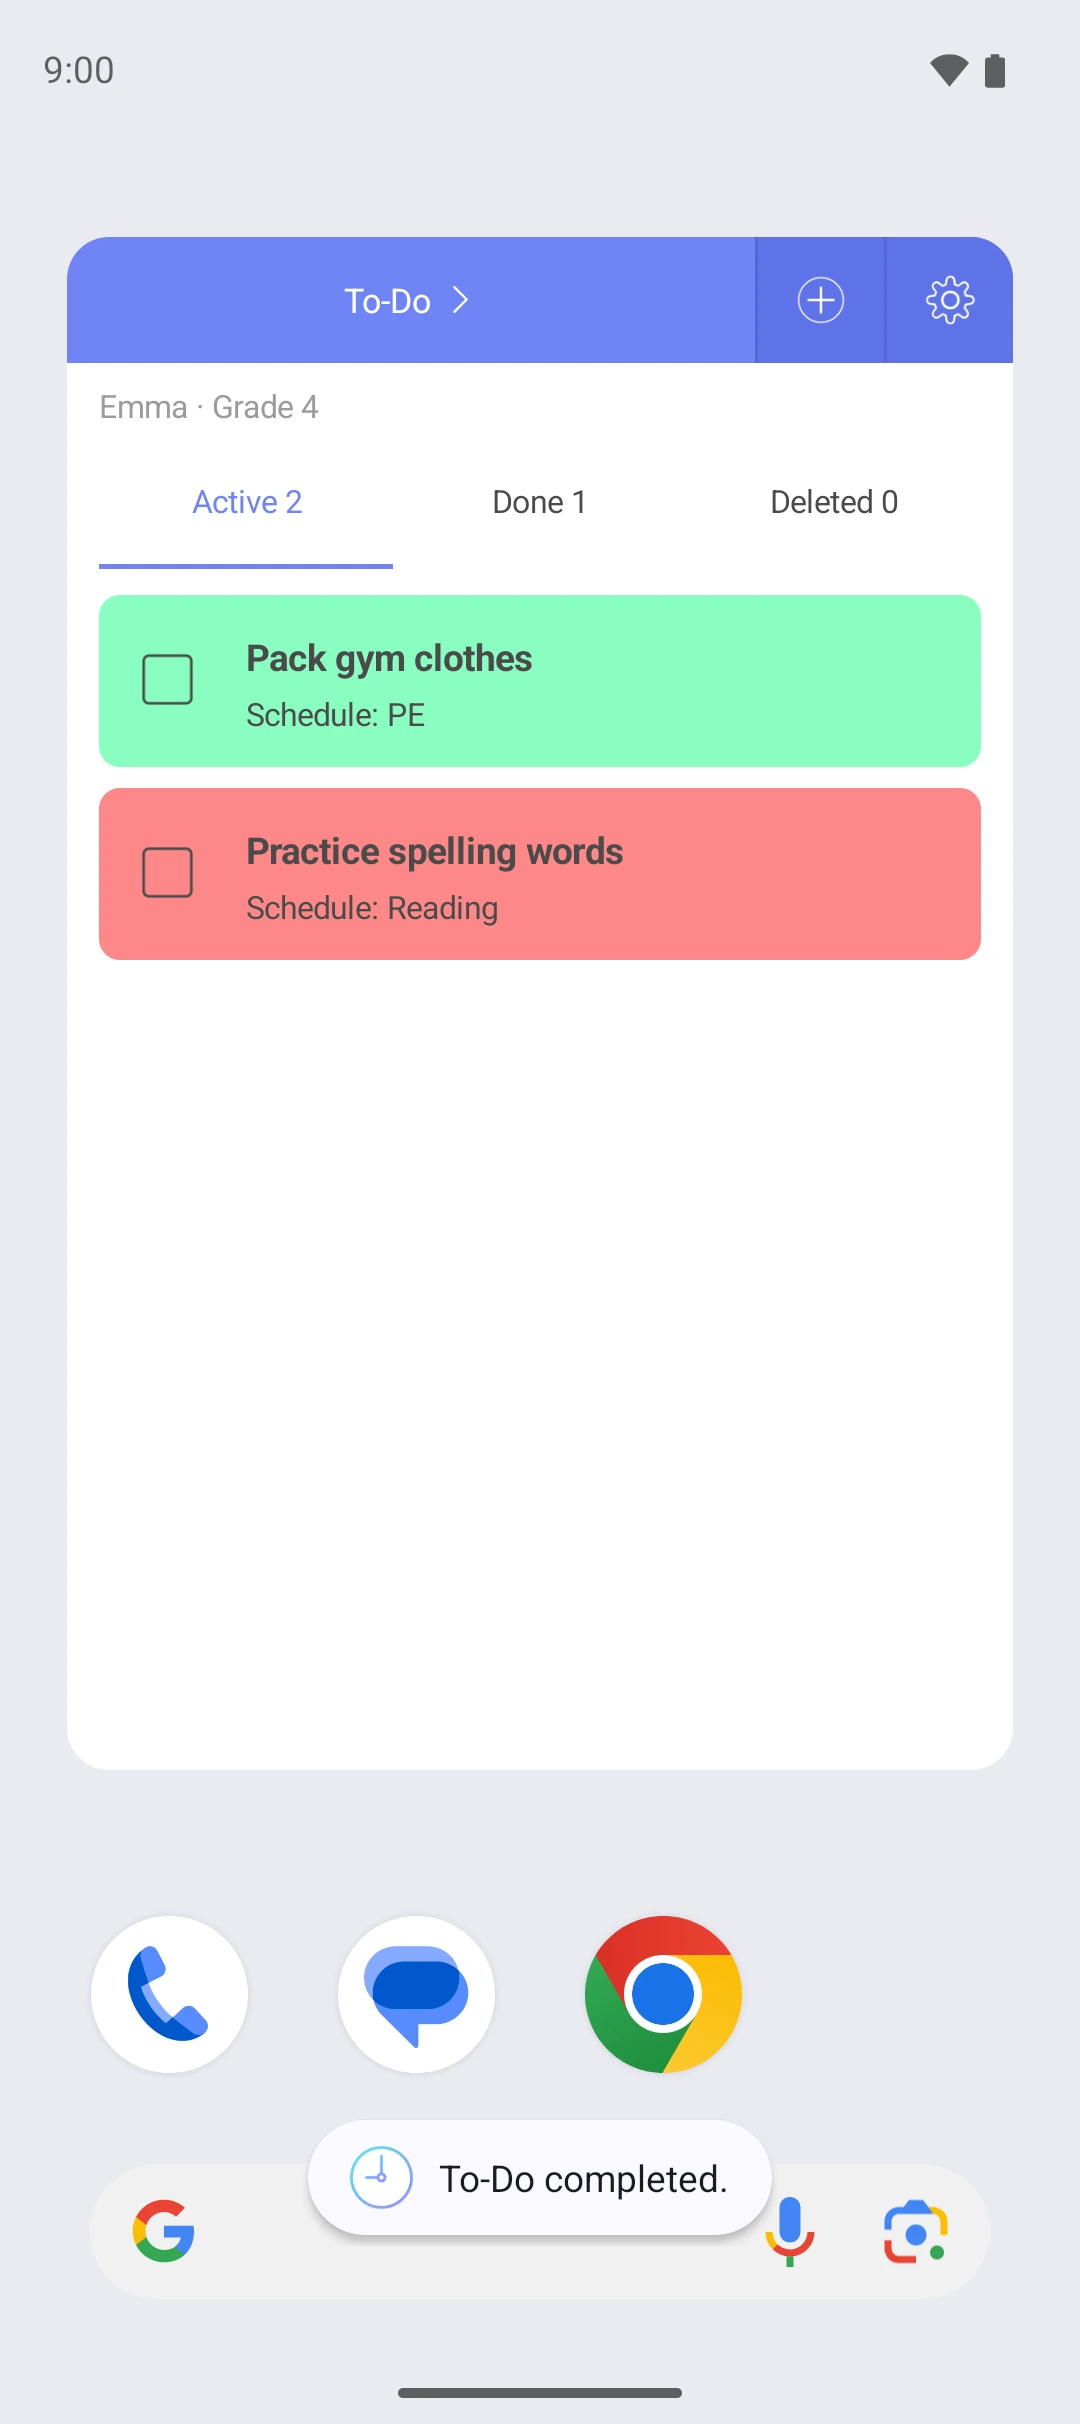 9:00
To-Do
Emma · Grade 4
Active 2
Done 1
Deleted 0
Pack gym clothes
Schedule: PE
Practice spelling words
Schedule: Reading
To-Do completed.